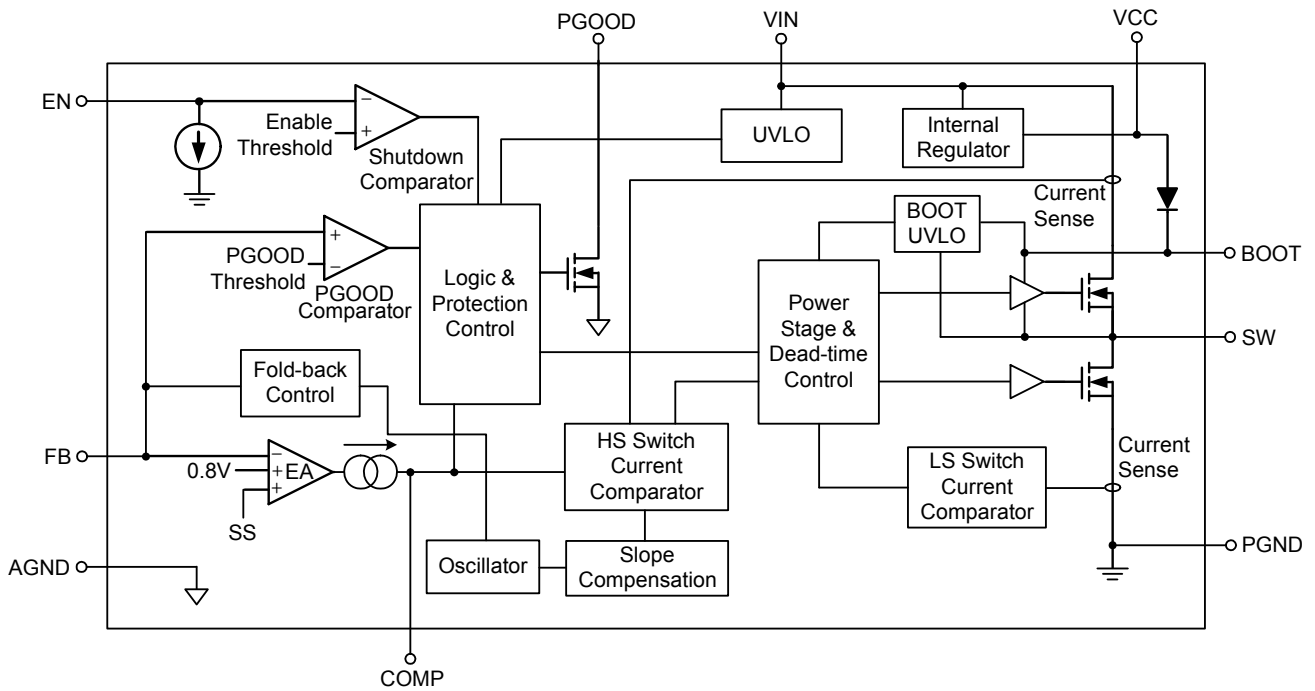 PGOOD
VIN
VCC
EN
Enable
Threshold
−
+
Shutdown
Comparator
UVLO
Internal
Regulator
Current
Sense
BOOT
UVLO
BOOT
+
−
PGOOD
Threshold
PGOOD
Comparator
Logic &
Protection
Control
Power
Stage &
Dead-time
Control
SW
Fold-back
Control
FB
0.8V
−
+
+
EA
SS
HS Switch
Current
Comparator
LS Switch
Current
Comparator
Current
Sense
AGND
Oscillator
Slope
Compensation
PGND
COMP